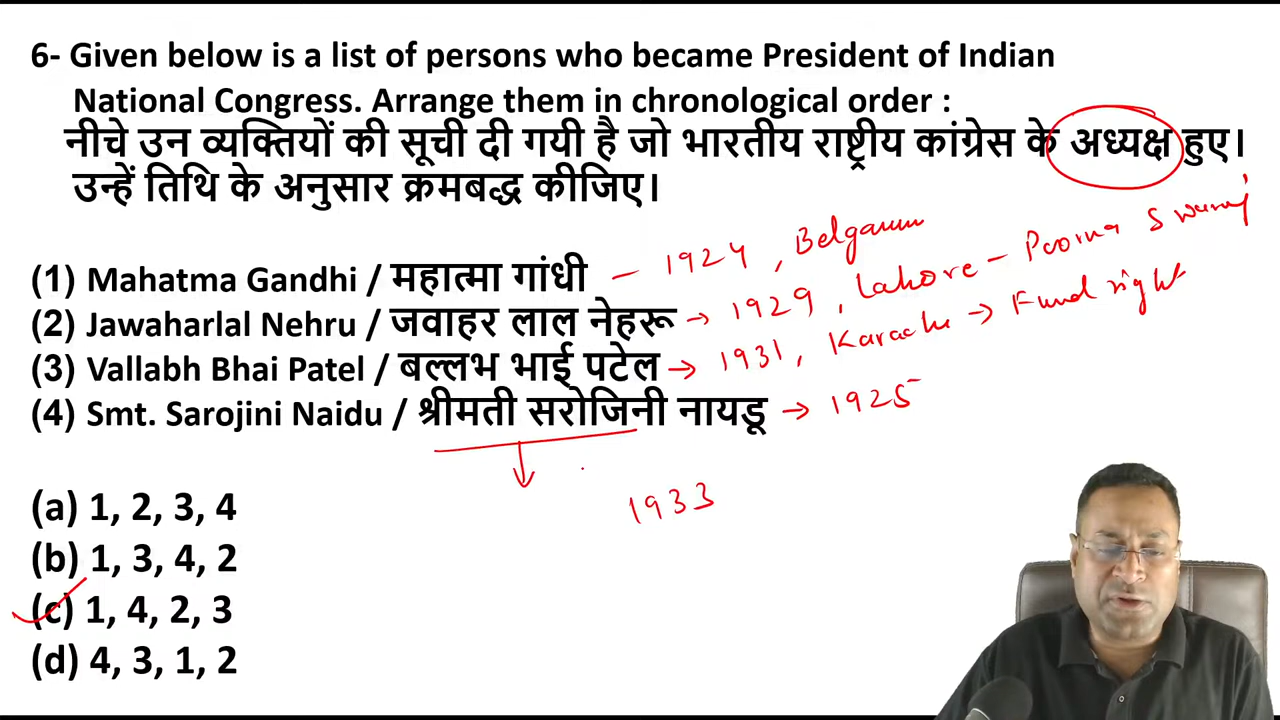 6- Given below is a list of persons who became President of Indian
National Congress. Arrange them in chronological order :
नीचे उन व्यक्तियों की सूची दी गयी है जो भारतीय राष्ट्रीय कांग्रेस के अध्यक्ष हुए।
उन्हें तिथि के अनुसार क्रमबद्ध कीजिए।
(1) Mahatma Gandhi / महात्मा गांधी – 1924, Belgaum
(2) Jawaharlal Nehru / जवाहर लाल नेहरू → 1929, Lahore – Poorna Swaraj
(3) Vallabh Bhai Patel / बल्लभ भाई पटेल → 1931, Karachi → Fund right
(4) Smt. Sarojini Naidu / श्रीमती सरोजिनी नायडू → 1925
1933
(a) 1, 2, 3, 4
(b) 1, 3, 4, 2
(c) 1, 4, 2, 3
(d) 4, 3, 1, 2